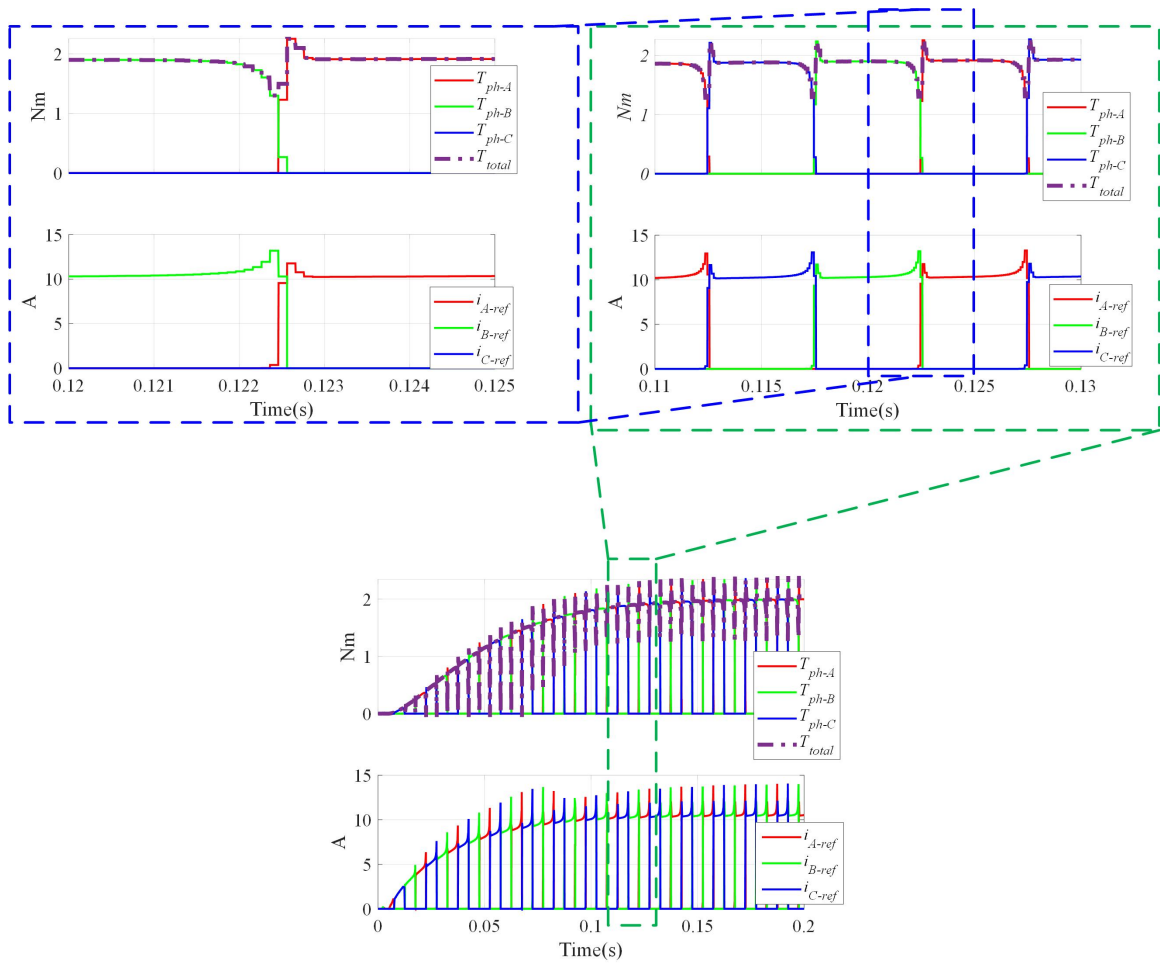 2
1
0
Nm
T_ph-A
T_ph-B
T_ph-C
T_total
15
10
5
0
A
i_A-ref
i_B-ref
i_C-ref
0.12 0.121 0.122 0.123 0.124 0.125
Time(s)
2
1
0
Nm
T_ph-A
T_ph-B
T_ph-C
T_total
15
10
5
0
A
i_A-ref
i_B-ref
i_C-ref
0.11 0.115 0.12 0.125 0.13
Time(s)
2
1
0
Nm
T_ph-A
T_ph-B
T_ph-C
T_total
15
10
5
0
A
i_A-ref
i_B-ref
i_C-ref
0 0.05 0.1 0.15 0.2
Time(s)